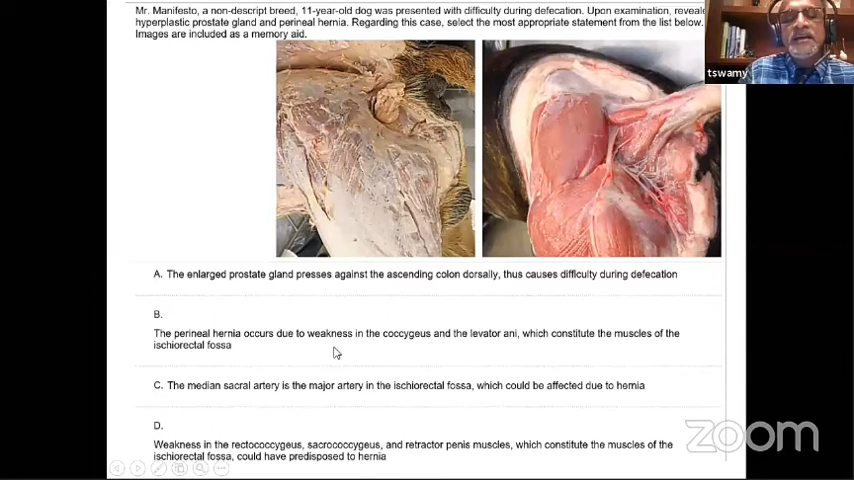 Mr. Manifesto, a non-descript breed, 11-year-old dog was presented with difficulty during defecation. Upon examination,
hyperplastic prostate gland and perineal hernia. Regarding this case, select the most appropriate statement from the list below.
Images are included as a memory aid.
tswamy
A. The enlarged prostate gland presses against the ascending colon dorsally, thus causes difficulty during defecation
B.
The perineal hernia occurs due to weakness in the coccygeus and the levator ani, which constitute the muscles of the
ischiorectal fossa
C. The median sacral artery is the major artery in the ischiorectal fossa, which could be affected due to hernia
D.
Weakness in the rectococcygeus, sacrococcygeus, and retractor penis muscles, which constitute the muscles of the
ischiorectal fossa, could have predisposed to hernia
zoom